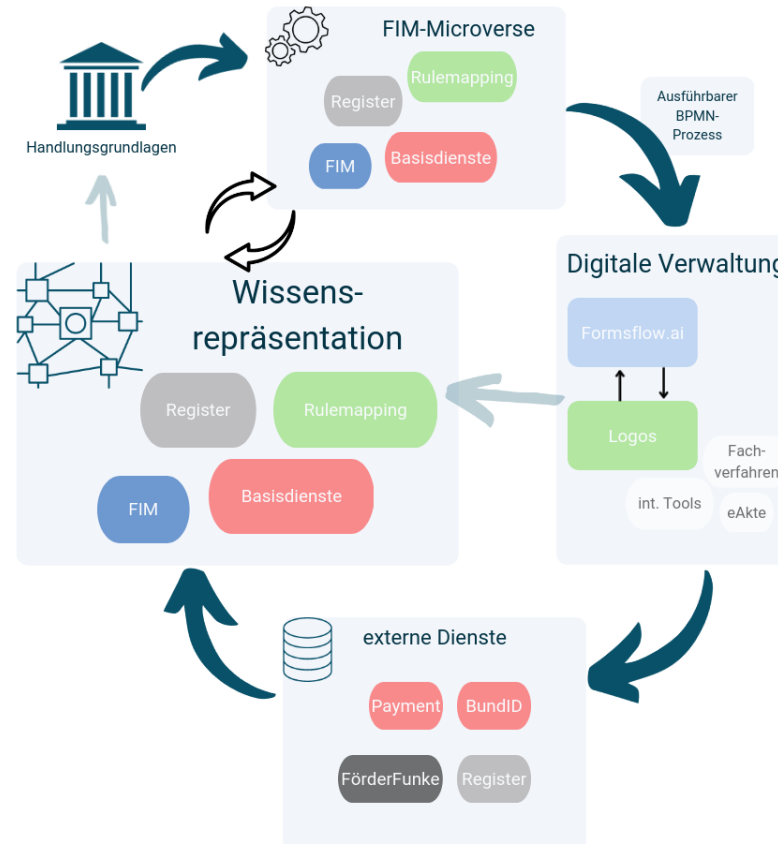 FIM-Microverse
Rulemapping
Register
Basisdienste
FIM
Handlungsgrundlagen
Ausführbarer
BPMN-
Prozess
Digitale Verwaltung
Formsflow.ai
Logos
Fach-
verfahren
int. Tools
eAkte
Wissens-
repräsentation
Register
Rulemapping
Basisdienste
FIM
externe Dienste
Payment
BundID
FörderFunke
Register